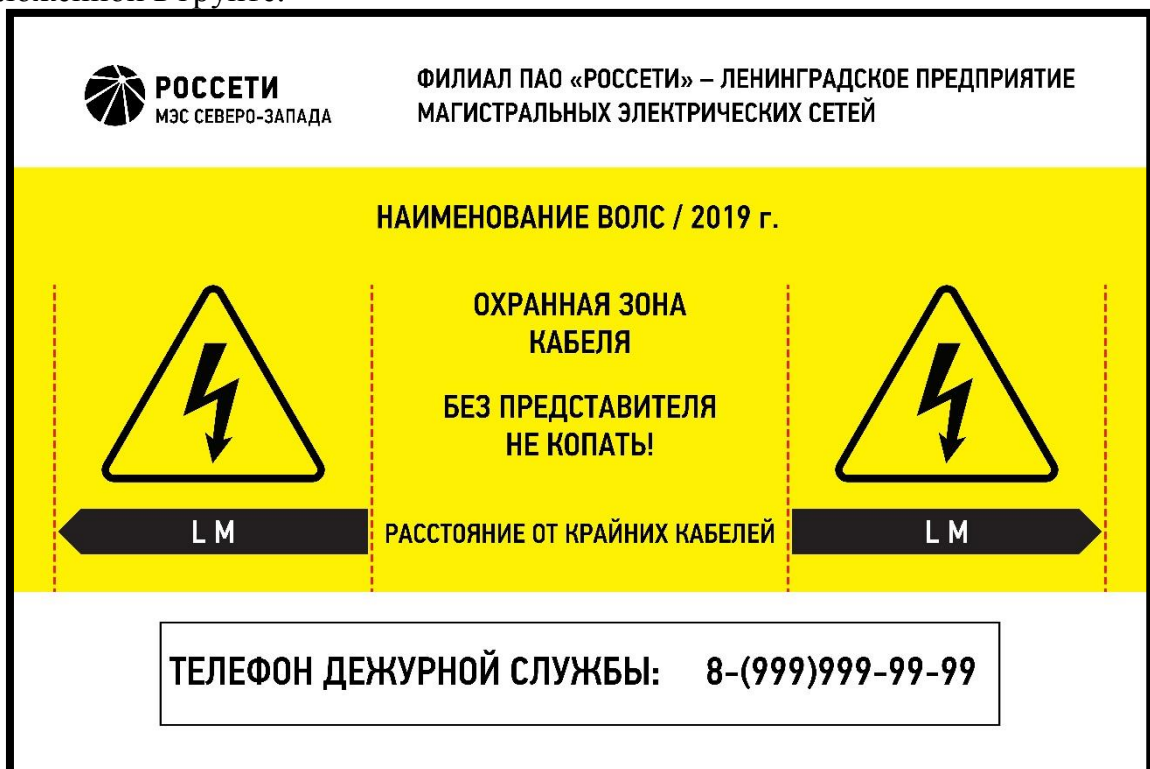 РОССЕТИ
МЭС СЕВЕРО-ЗАПАДА
ФИЛИАЛ ПАО «РОССЕТИ» – ЛЕНИНГРАДСКОЕ ПРЕДПРИЯТИЕ
МАГИСТРАЛЬНЫХ ЭЛЕКТРИЧЕСКИХ СЕТЕЙ
НАИМЕНОВАНИЕ ВОЛС / 2019 г.
ОХРАННАЯ ЗОНА
КАБЕЛЯ
БЕЗ ПРЕДСТАВИТЕЛЯ
НЕ КОПАТЬ!
L М РАССТОЯНИЕ ОТ КРАЙНИХ КАБЕЛЕЙ L М
ТЕЛЕФОН ДЕЖУРНОЙ СЛУЖБЫ: 8-(999)999-99-99